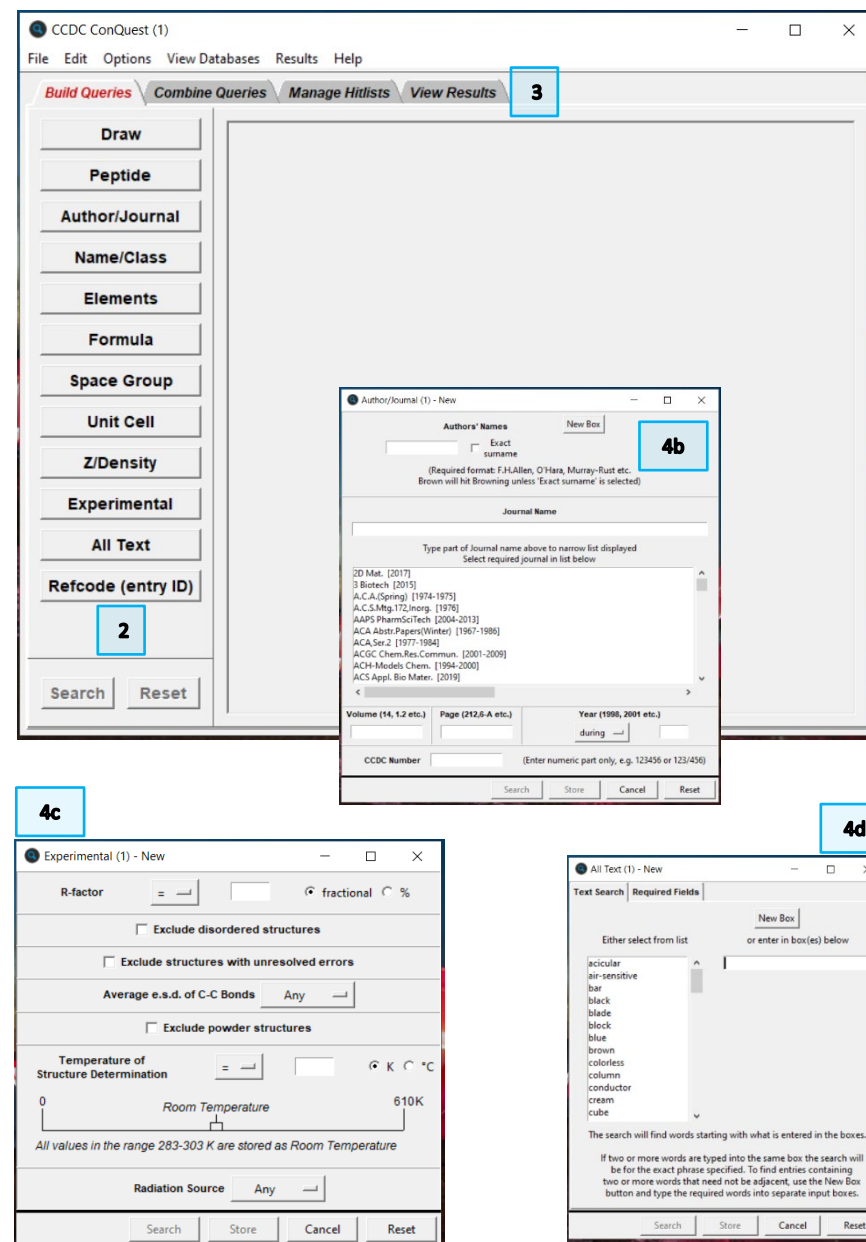 CCDC ConQuest (1)
File Edit Options View Databases Results Help
Build Queries Combine Queries Manage Hitlists View Results 3
Draw
Peptide
Author/Journal
Name/Class
Elements
Formula
Space Group
Unit Cell
Z/Density
Experimental
All Text
Refcode (entry ID)
2
Search Reset
Author/Journal (1) - New
Authors' Names New Box
4b
Exact
surname
(Required format: F.H.Allen, O'Hara, Murray-Rust etc.
Brown will hit Browning unless 'Exact surname' is selected)
Journal Name
Type part of Journal name above to narrow list displayed
Select required journal in list below
2D Mat. [2017]
3 Biotech [2015]
A.C.A.(Spring) [1974-1975]
A.C.S.Mtg.172,Inorg. [1976]
AAPS PharmSciTech [2004-2013]
ACA Abstr.Papers(Winter) [1967-1986]
ACA,Ser.2 [1977-1984]
ACGC Chem.Res.Commun. [2001-2009]
ACH-Models Chem. [1994-2000]
ACS Appl. Bio Mater. [2019]
Volume (14, 1.2 etc.) Page (212,6-A etc.) Year (1998, 2001 etc.)
during
CCDC Number (Enter numeric part only, e.g. 123456 or 123/456)
Search Store Cancel Reset
4c
Experimental (1) - New
R-factor = fractional %
Exclude disordered structures
Exclude structures with unresolved errors
Average e.s.d. of C-C Bonds Any
Exclude powder structures
Temperature of
Structure Determination = K °C
0 Room Temperature 610K
All values in the range 283-303 K are stored as Room Temperature
Radiation Source Any
Search Store Cancel Reset
4d
All Text (1) - New
Text Search Required Fields
New Box
Either select from list or enter in box(es) below
acicular
air-sensitive
bar
black
blade
block
blue
brown
colorless
column
conductor
cream
cube
The search will find words starting with what is entered in the boxes.
If two or more words are typed into the same box the search will
be for the exact phrase specified. To find entries containing
two or more words that need not be adjacent, use the New Box
button and type the required words into separate input boxes.
Search Store Cancel Reset